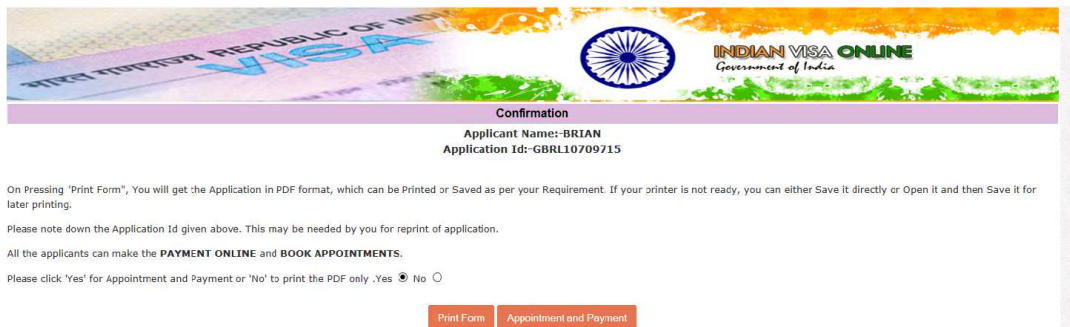 भारत गणराज्य REPUBLIC OF INDIA
VISA
INDIAN VISA ONLINE
Government of India
Confirmation
Applicant Name:-BRIAN
Application Id:-GBRL10709715
On Pressing 'Print Form", You will get the Application in PDF format, which can be Printed or Saved as per your Requirement. If your printer is not ready, you can either Save it directly or Open it and then Save it for
later printing.
Please note down the Application Id given above. This may be needed by you for reprint of application.
All the applicants can make the PAYMENT ONLINE and BOOK APPOINTMENTS.
Please click 'Yes' for Appointment and Payment or 'No' to print the PDF only .Yes No
Print Form Appointment and Payment